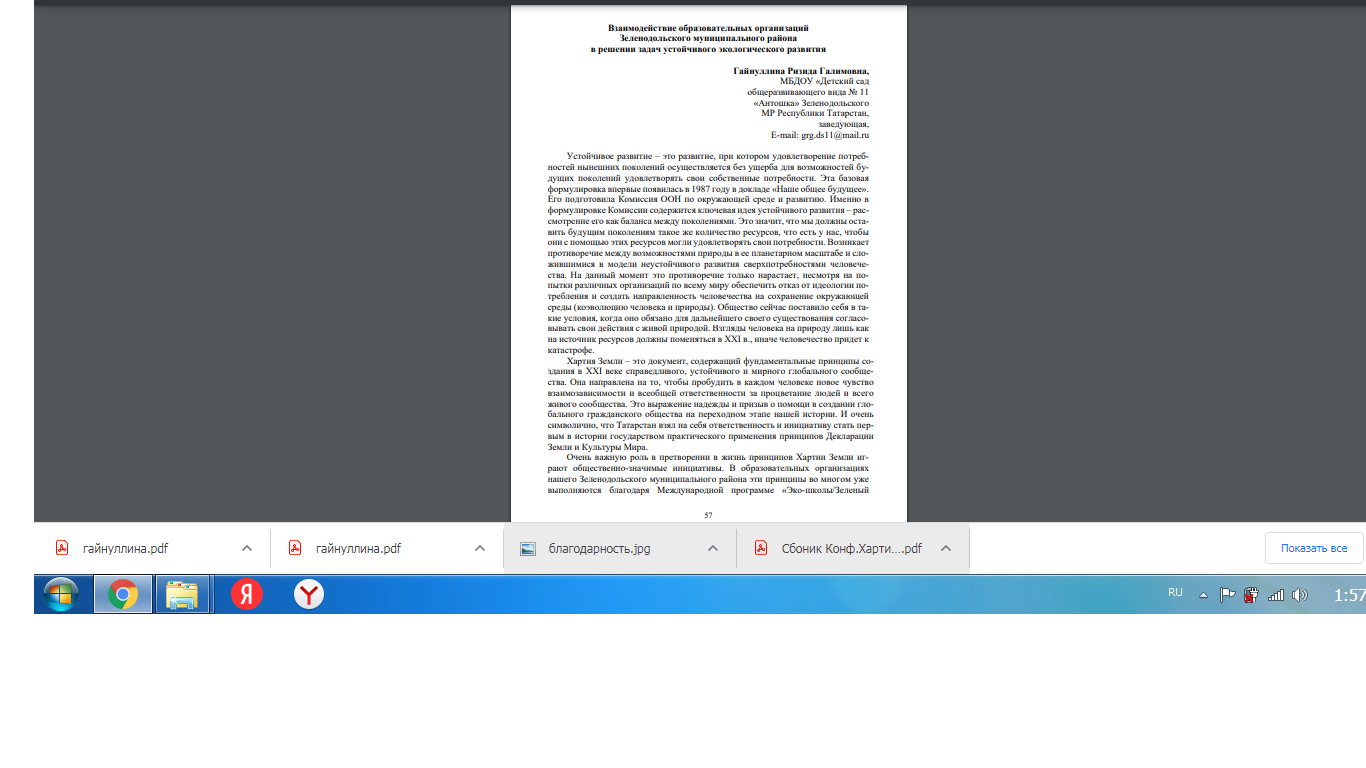 Взаимодействие образовательных организаций
Зеленодольского муниципального района
в решении задач устойчивого экологического развития
Гайнуллина Ризида Галимовна,
МБДОУ «Детский сад
общеразвивающего вида № 11
«Антошка» Зеленодольского
МР Республики Татарстан,
заведующая,
E-mail: grg.ds11@mail.ru
Устойчивое развитие – это развитие, при котором удовлетворение потреб-
ностей нынешних поколений осуществляется без ущерба для возможностей бу-
дущих поколений удовлетворять свои собственные потребности. Эта базовая
формулировка впервые появилась в 1987 году в докладе «Наше общее будущее».
Его подготовила Комиссия ООН по окружающей среде и развитию. Именно в
формулировке Комиссии содержится ключевая идея устойчивого развития – рас-
смотрение его как баланса между поколениями. Это значит, что мы должны оста-
вить будущим поколениям такое же количество ресурсов, что есть у нас, чтобы
они с помощью этих ресурсов могли удовлетворять свои потребности. Возникает
противоречие между возможностями природы в ее планетарном масштабе и сло-
жившимися в модели неустойчивого развития сверхпотребностями человече-
ства. На данный момент это противоречие только нарастает, несмотря на по-
пытки различных организаций по всему миру обеспечить отказ от идеологии по-
требления и создать направленность человечества на сохранение окружающей
среды (коэволюцию человека и природы). Общество сейчас поставило себя в та-
кие условия, когда оно обязано для дальнейшего своего существования согласо-
вывать свои действия с живой природой. Взгляды человека на природу лишь как
на источник ресурсов должны поменяться в XXI в., иначе человечество придет к
катастрофе.
Хартия Земли – это документ, содержащий фундаментальные принципы со-
здания в XXI веке справедливого, устойчивого и мирного глобального сообще-
ства. Она направлена на то, чтобы пробудить в каждом человеке новое чувство
взаимозависимости и всеобщей ответственности за процветание людей и всего
живого сообщества. Это выражение надежды и призыв о помощи в создании гло-
бального гражданского общества на переходном этапе нашей истории. И очень
символично, что Татарстан взял на себя ответственность и инициативу стать пер-
вым в истории государством практического применения принципов Декларации
Земли и Культуры Мира.
Очень важную роль в претворении в жизнь принципов Хартии Земли иг-
рают общественно-значимые инициативы. В образовательных организациях
нашего Зеленодольского муниципального района эти принципы во многом уже
выполняются благодаря Международной программе «Эко-школы/Зеленый
57
гайнуллина.pdf
гайнуллина.pdf
благодарность.jpg
Сбоник Конф.Харти....pdf
Показать все
RU
1:57